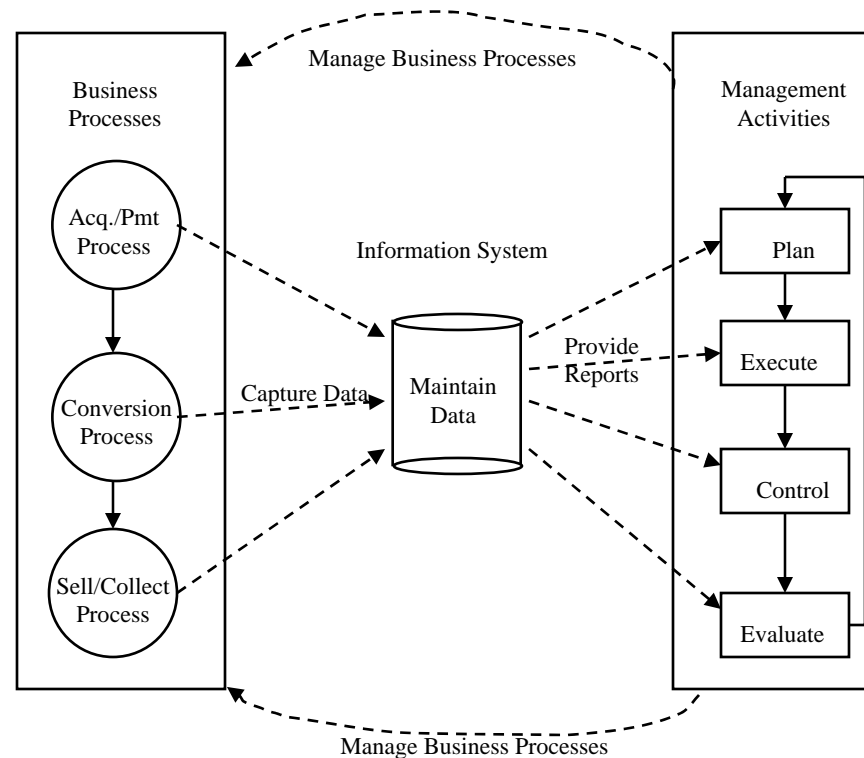 Manage Business Processes
Business
Processes
Management
Activities
Acq./Pmt
Process
Information System
Plan
Provide
Reports
Execute
Capture Data
Maintain
Data
Conversion
Process
Control
Sell/Collect
Process
Evaluate
Manage Business Processes